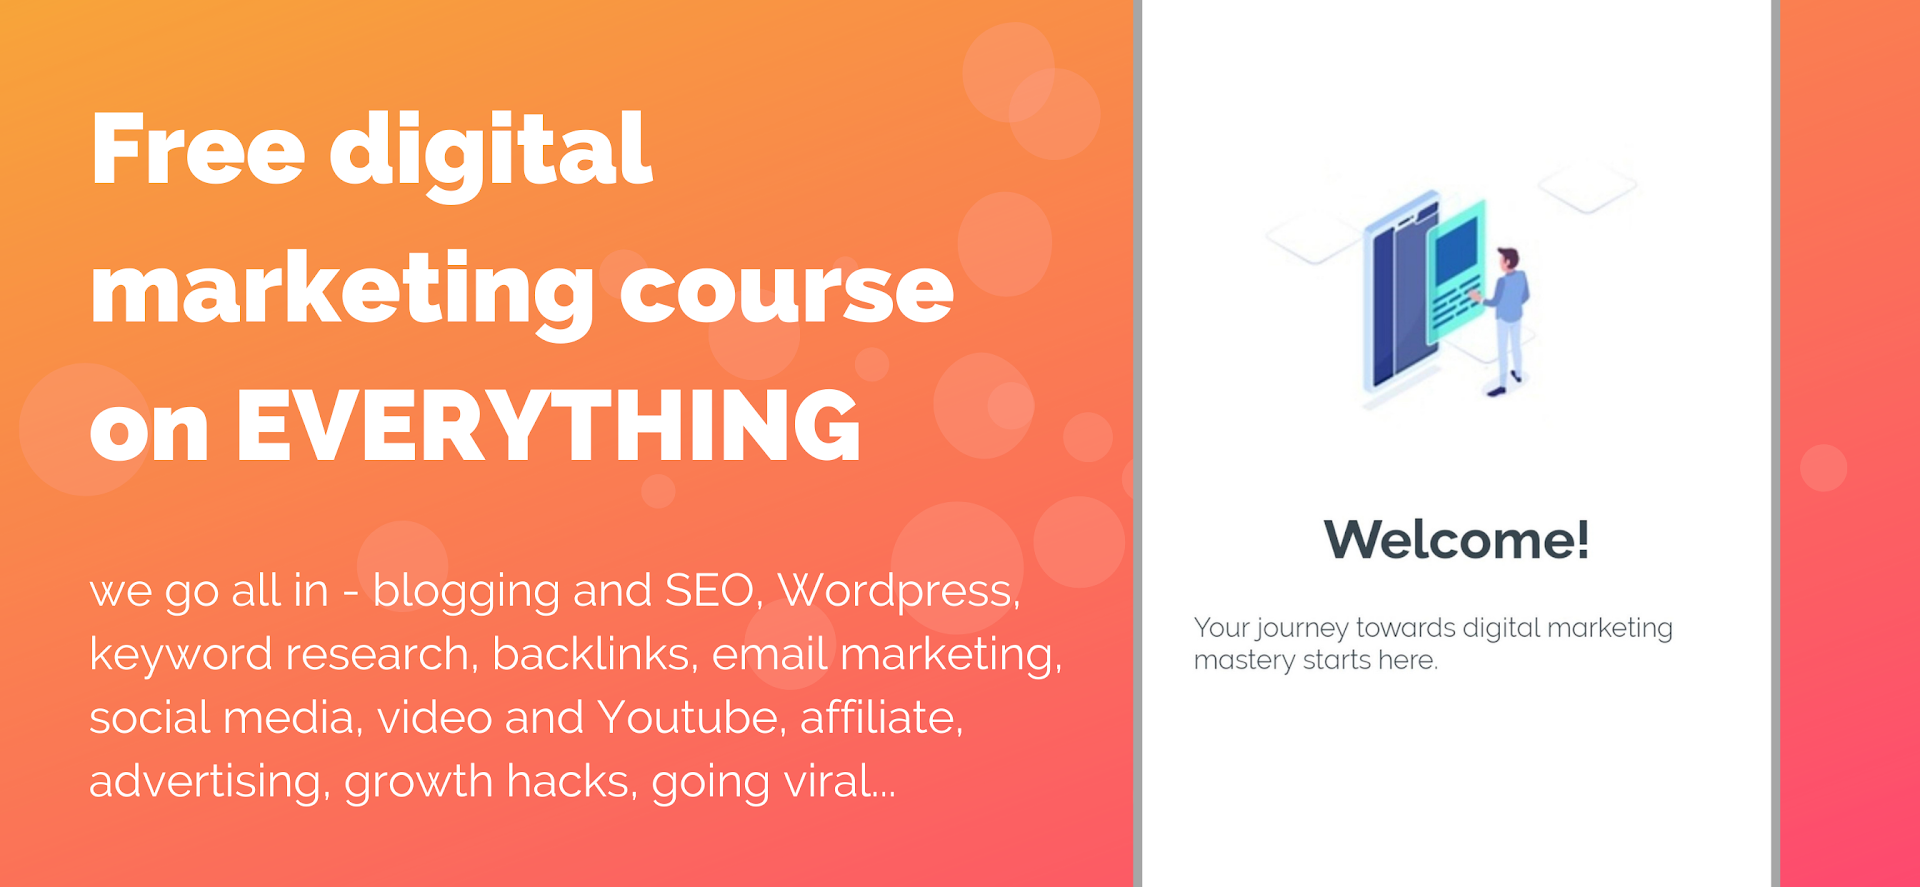 Free digital
marketing course
on EVERYTHING
we go all in - blogging and SEO, Wordpress,
keyword research, backlinks, email marketing,
social media, video and Youtube, affiliate,
advertising, growth hacks, going viral...
Welcome!
Your journey towards digital marketing
mastery starts here.